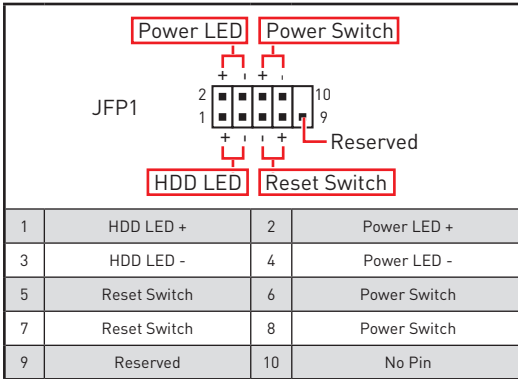 Power LED Power Switch
+ - + -
JFP1
2 10
1 9
+ - - +
Reserved
HDD LED Reset Switch
1 HDD LED + 2 Power LED +
3 HDD LED - 4 Power LED -
5 Reset Switch 6 Power Switch
7 Reset Switch 8 Power Switch
9 Reserved 10 No Pin